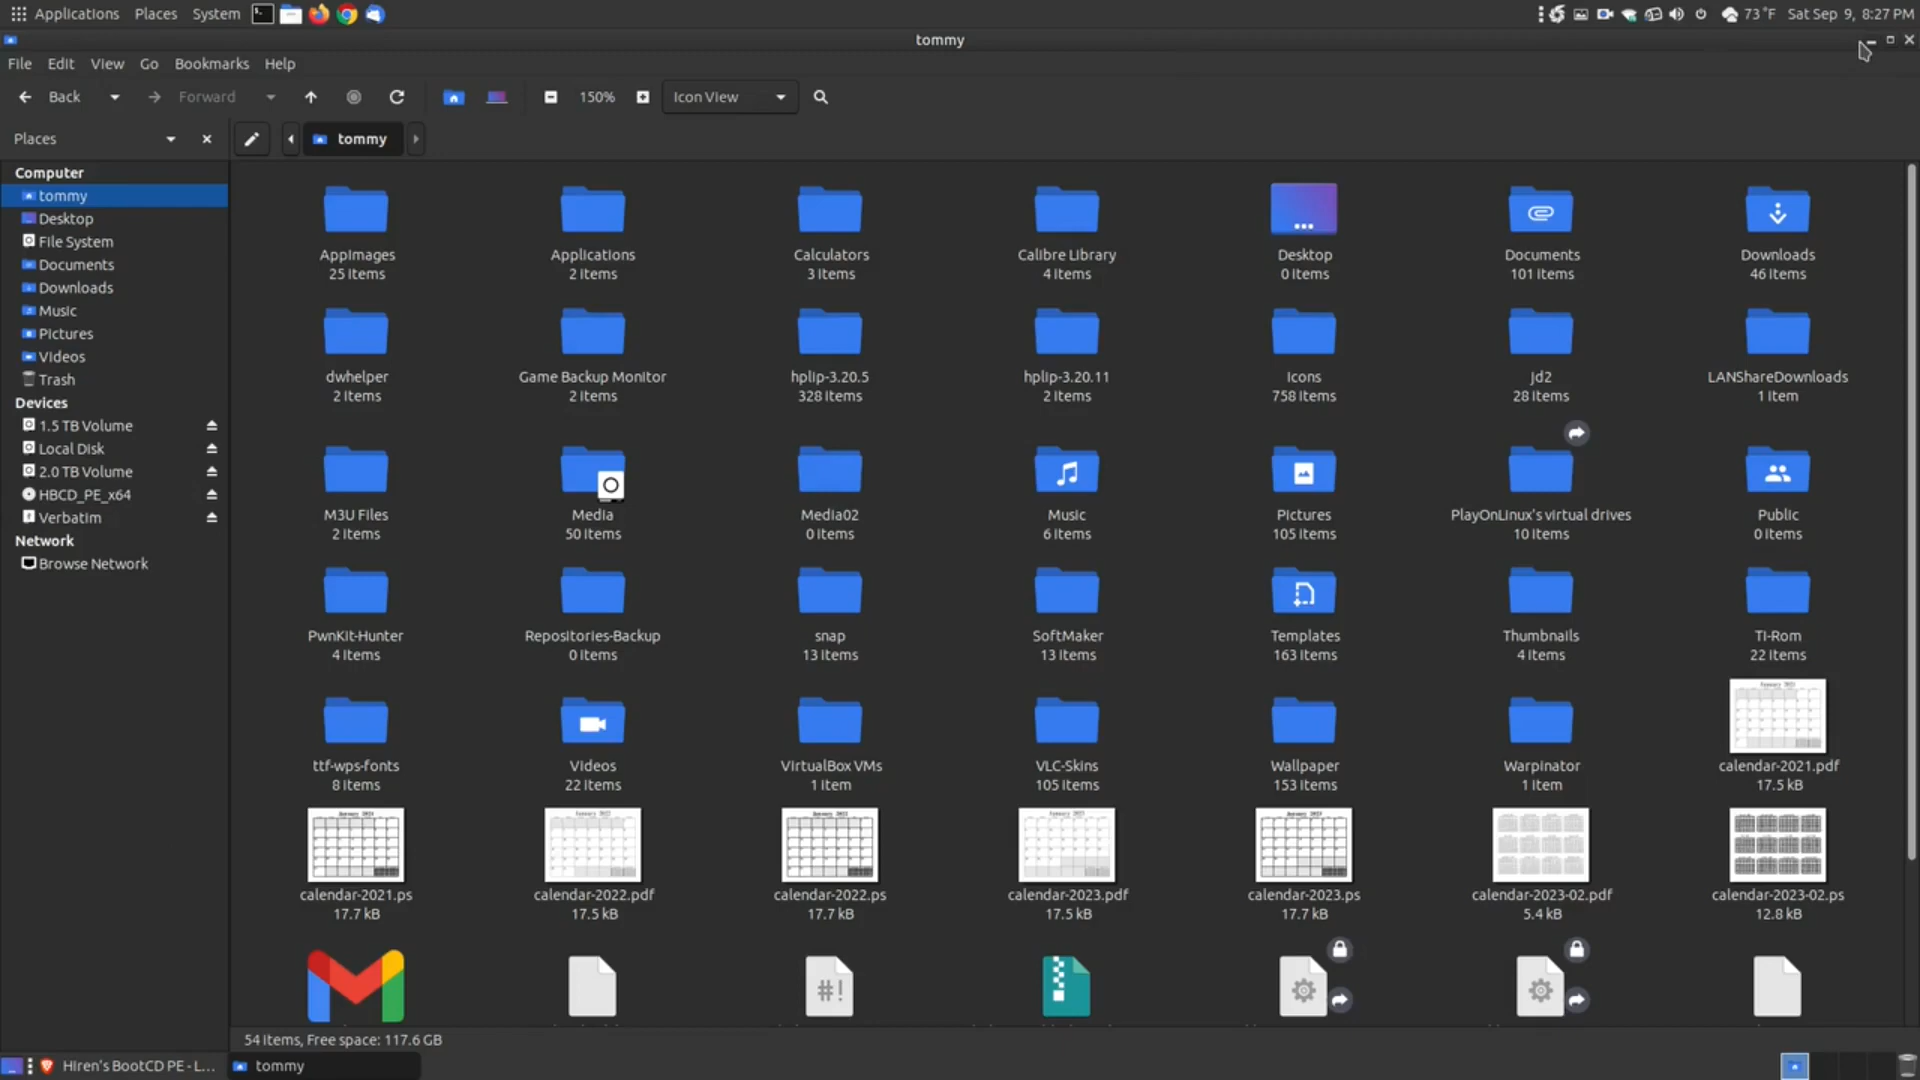 Applications Places System 73 °F Sat Sep 9, 8:27 PM
tommy
File Edit View Go Bookmarks Help
Back Forward 150% Icon View
Places tommy
Computer
tommy
Desktop
File System
Documents
Downloads
Music
Pictures
Videos
Trash
Devices
1.5 TB Volume
Local Disk
2.0 TB Volume
HBCD_PE_x64
Verbatim
Network
Browse Network
AppImages Applications Calculators Calibre Library Desktop Documents Downloads
25 items 2 items 3 items 4 items 0 items 101 items 46 items
dwhelper Game Backup Monitor hplip-3.20.5 hplip-3.20.11 Icons jd2 LANShareDownloads
2 items 2 items 328 items 2 items 758 items 28 items 1 item
M3U Files Media Media02 Music Pictures PlayOnLinux's virtual drives Public
2 items 50 items 0 items 6 items 105 items 10 items 0 items
PwnKit-Hunter Repositories-Backup snap SoftMaker Templates Thumbnails TI-Rom
4 items 0 items 13 items 13 items 163 items 4 items 22 items
ttf-wps-fonts Videos VirtualBox VMs VLC-Skins Wallpaper Warpinator calendar-2021.pdf
8 items 22 items 1 item 105 items 153 items 1 item 17.5 kB
calendar-2021.ps calendar-2022.pdf calendar-2022.ps calendar-2023.pdf calendar-2023.ps calendar-2023-02.pdf calendar-2023-02.ps
17.7 kB 17.5 kB 17.7 kB 17.5 kB 17.7 kB 5.4 kB 12.8 kB
#!
54 items, Free space: 117.6 GB
Hiren's BootCD PE - L... tommy